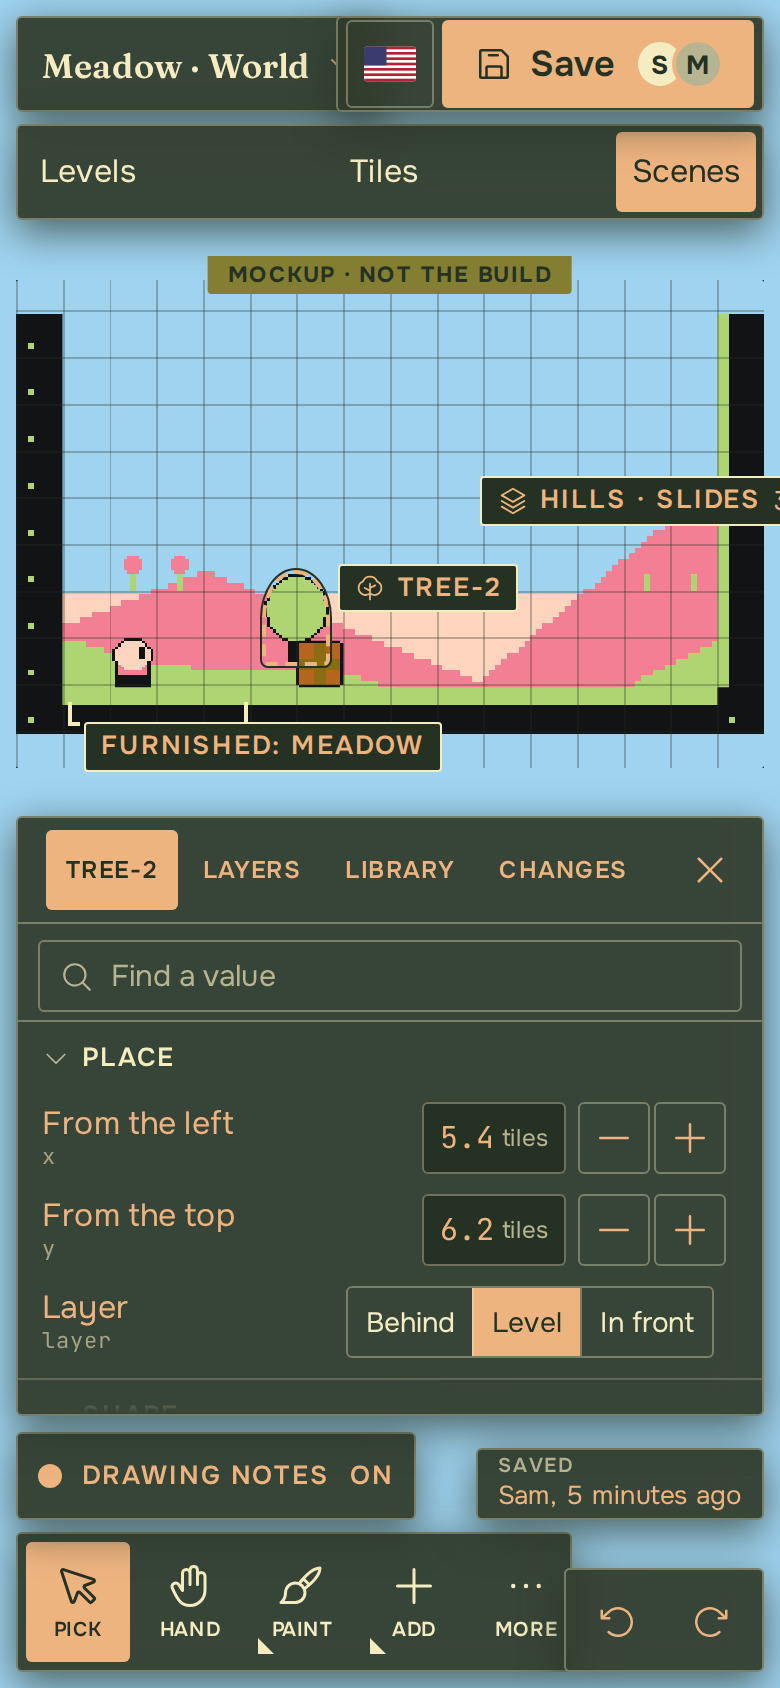 Meadow · World
Save S M
Levels Tiles Scenes
MOCKUP · NOT THE BUILD
HILLS · SLIDES
TREE-2
FURNISHED: MEADOW
TREE-2 LAYERS LIBRARY CHANGES
Find a value
PLACE
From the left 5.4 tiles
x
From the top 6.2 tiles
y
Layer Behind Level In front
layer
SHAPE
DRAWING NOTES ON
SAVED
Sam, 5 minutes ago
PICK HAND PAINT ADD MORE